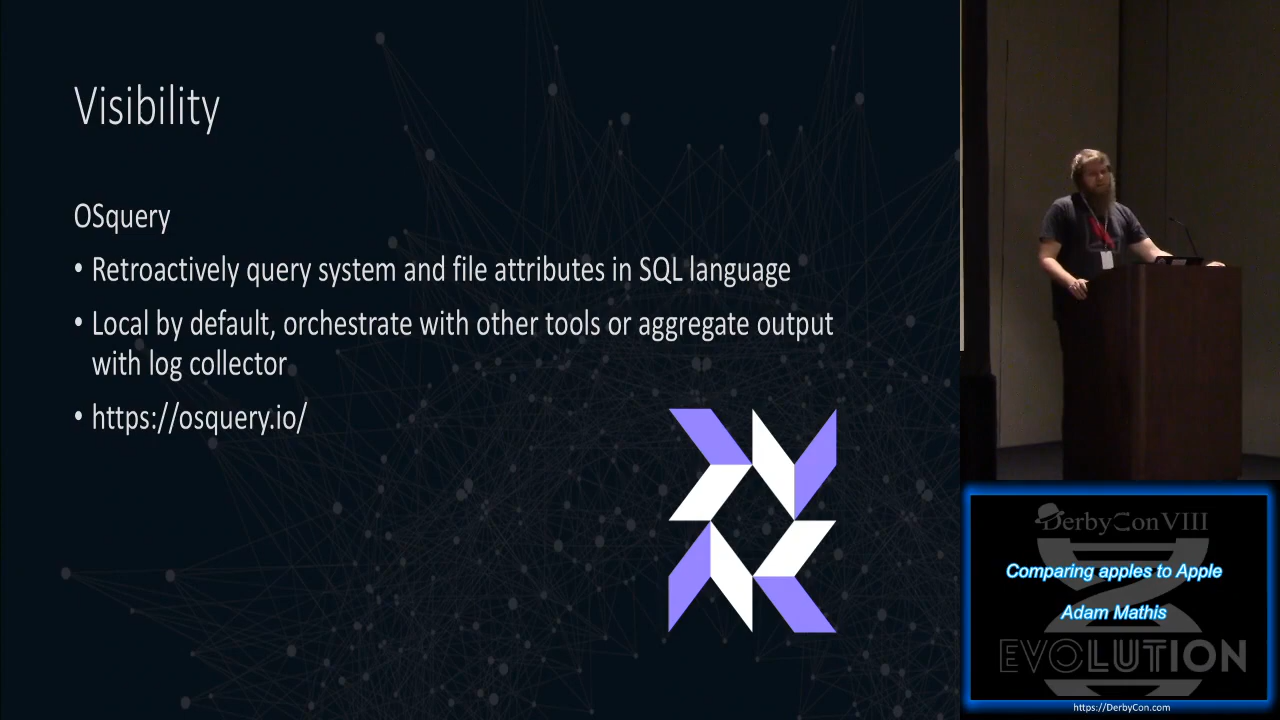 Visibility
OSquery
• Retroactively query system and file attributes in SQL language
• Local by default, orchestrate with other tools or aggregate output
with log collector
• https://osquery.io/
DerbyCon VIII
Comparing apples to Apple
Adam Mathis
EVOLUTION
https://DerbyCon.com